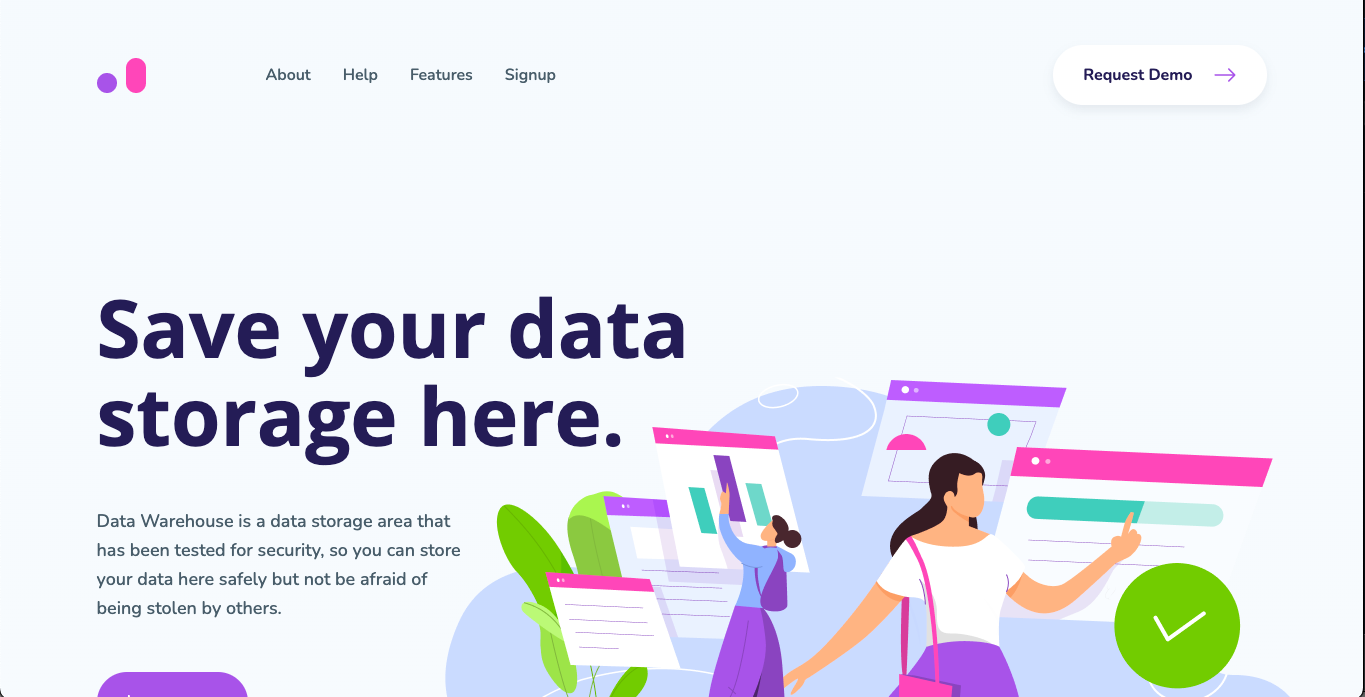 About Help Features Signup Request Demo
Save your data
storage here.
Data Warehouse is a data storage area that
has been tested for security, so you can store
your data here safely but not be afraid of
being stolen by others.